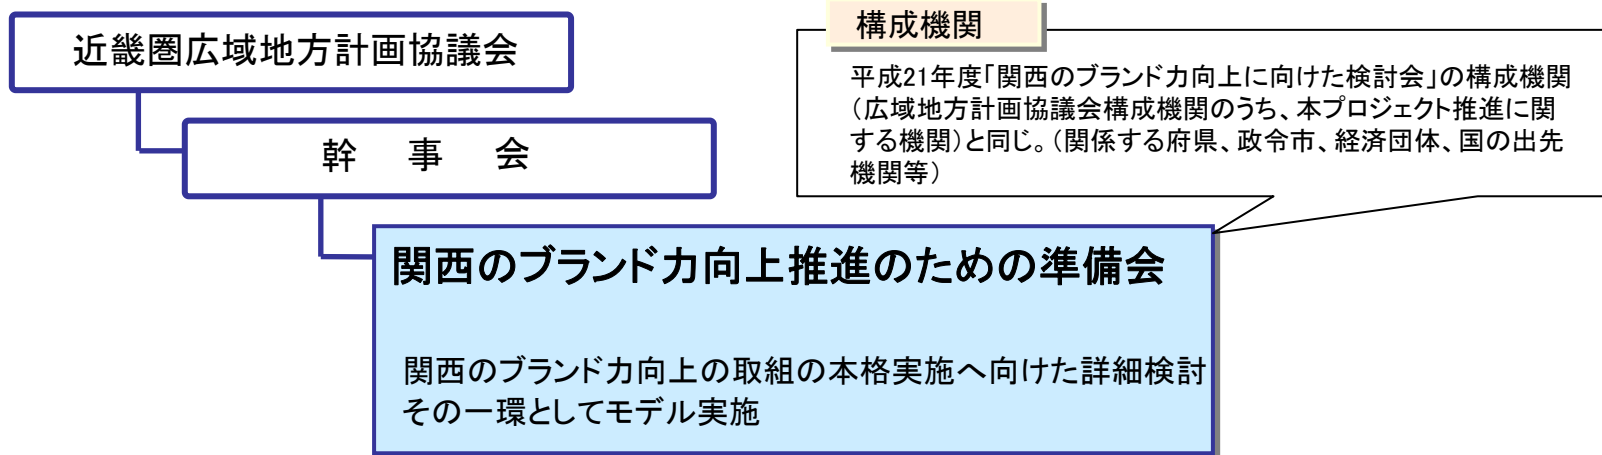 近畿圏広域地方計画協議会
幹 事 会
構成機関
平成21年度「関西のブランド力向上に向けた検討会」の構成機関
(広域地方計画協議会構成機関のうち、本プロジェクト推進に関
する機関)と同じ。(関係する府県、政令市、経済団体、国の出先
機関等)
関西のブランド力向上推進のための準備会
関西のブランド力向上の取組の本格実施へ向けた詳細検討
その一環としてモデル実施